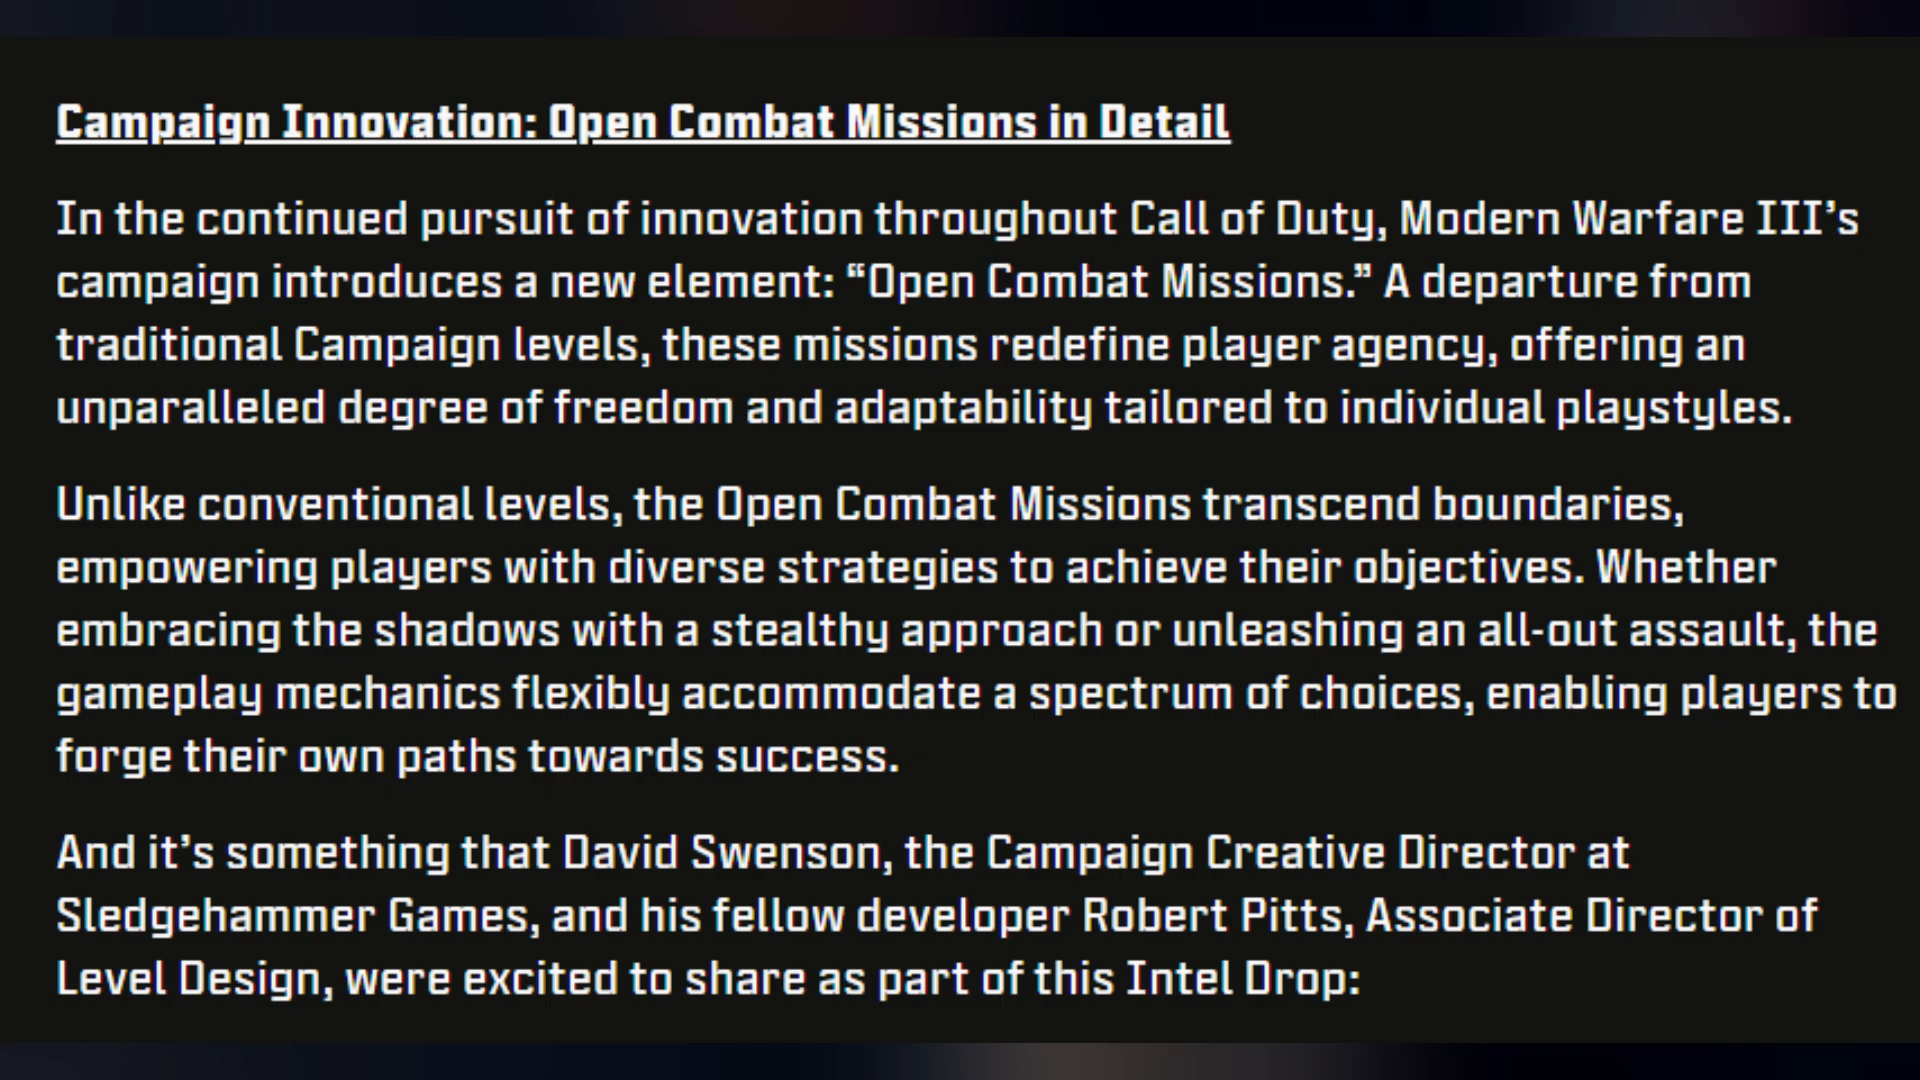 Campaign Innovation: Open Combat Missions in Detail
In the continued pursuit of innovation throughout Call of Duty, Modern Warfare III’s
campaign introduces a new element: “Open Combat Missions.” A departure from
traditional Campaign levels, these missions redefine player agency, offering an
unparalleled degree of freedom and adaptability tailored to individual playstyles.
Unlike conventional levels, the Open Combat Missions transcend boundaries,
empowering players with diverse strategies to achieve their objectives. Whether
embracing the shadows with a stealthy approach or unleashing an all-out assault, the
gameplay mechanics flexibly accommodate a spectrum of choices, enabling players to
forge their own paths towards success.
And it’s something that David Swenson, the Campaign Creative Director at
Sledgehammer Games, and his fellow developer Robert Pitts, Associate Director of
Level Design, were excited to share as part of this Intel Drop: